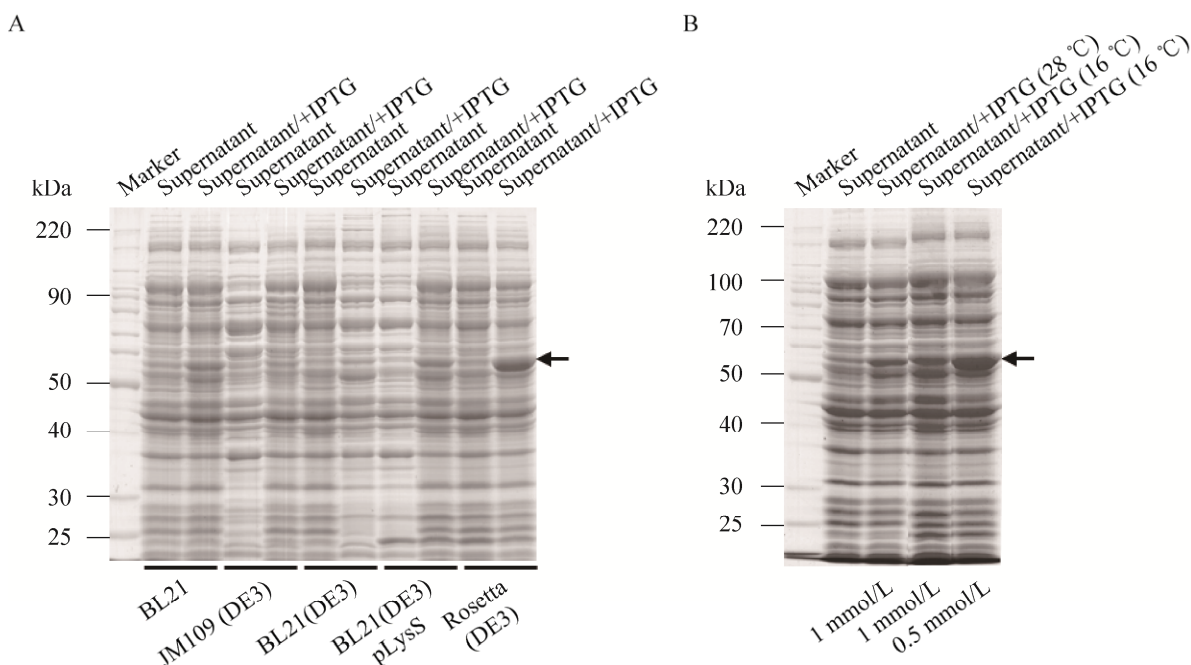 A
kDa
Marker
Supernatant
Supernatant/+IPTG
Supernatant
Supernatant/+IPTG
Supernatant
Supernatant/+IPTG
Supernatant
Supernatant/+IPTG
Supernatant
Supernatant/+IPTG
220
90
50
40
30
25
BL21
JM109 (DE3)
BL21(DE3)
BL21(DE3)
pLysS
Rosetta
(DE3)
B
kDa
Marker
Supernatant
Supernatant/+IPTG (28 ℃)
Supernatant/+IPTG (16 ℃)
Supernatant/+IPTG (16 ℃)
220
100
70
50
40
30
25
1 mmol/L
1 mmol/L
0.5 mmol/L